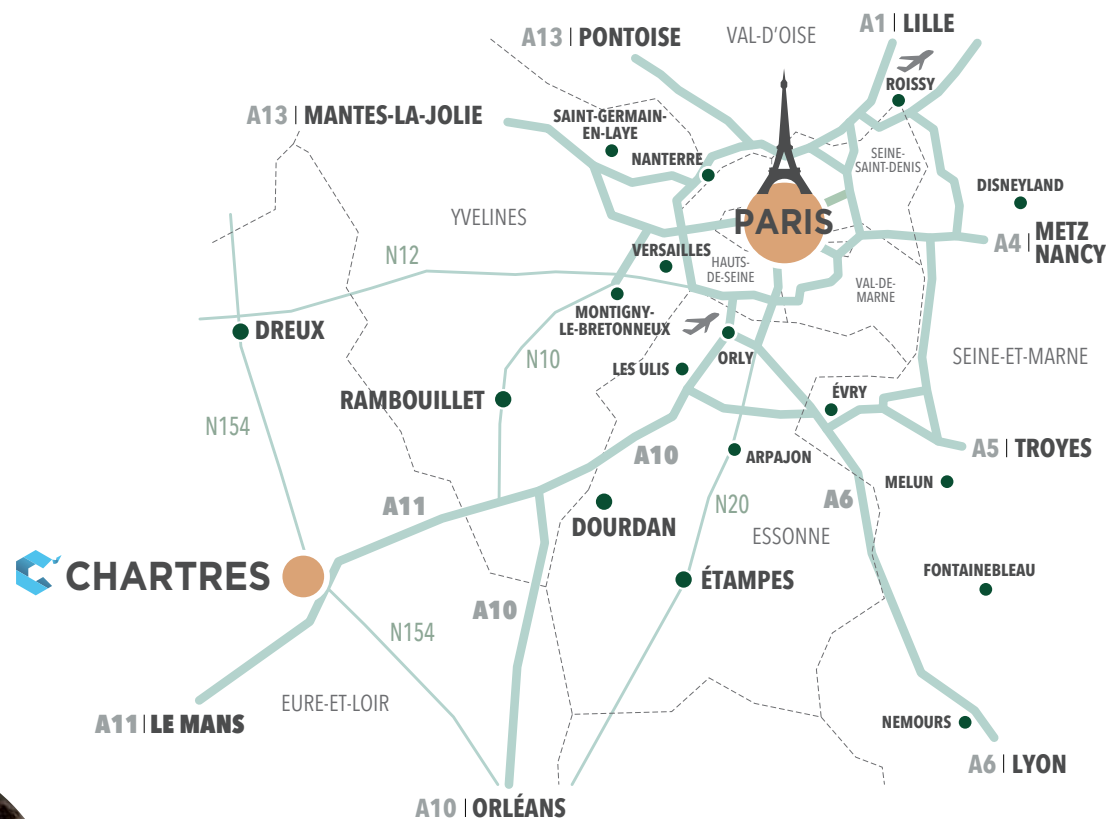 A13 | PONTOISE
VAL-D'OISE
A1 | LILLE
ROISSY
A13 | MANTES-LA-JOLIE
SAINT-GERMAIN-
EN-LAYE
NANTERRE
SEINE-
SAINT-DENIS
DISNEYLAND
YVELINES
PARIS
A4 | METZ
NANCY
N12
VERSAILLES
HAUTS-
DE-SEINE
VAL-DE-
MARNE
MONTIGNY-
LE-BRETONNEUX
DREUX
ORLY
SEINE-ET-MARNE
N10
LES ULIS
RAMBOUILLET
ÉVRY
N154
A10
ARPAJON
A5 | TROYES
MELUN
A11
A6
N20
DOURDAN
ESSONNE
CHARTRES
FONTAINEBLEAU
ÉTAMPES
A10
N154
EURE-ET-LOIR
A11 | LE MANS
NEMOURS
A6 | LYON
A10 | ORLÉANS